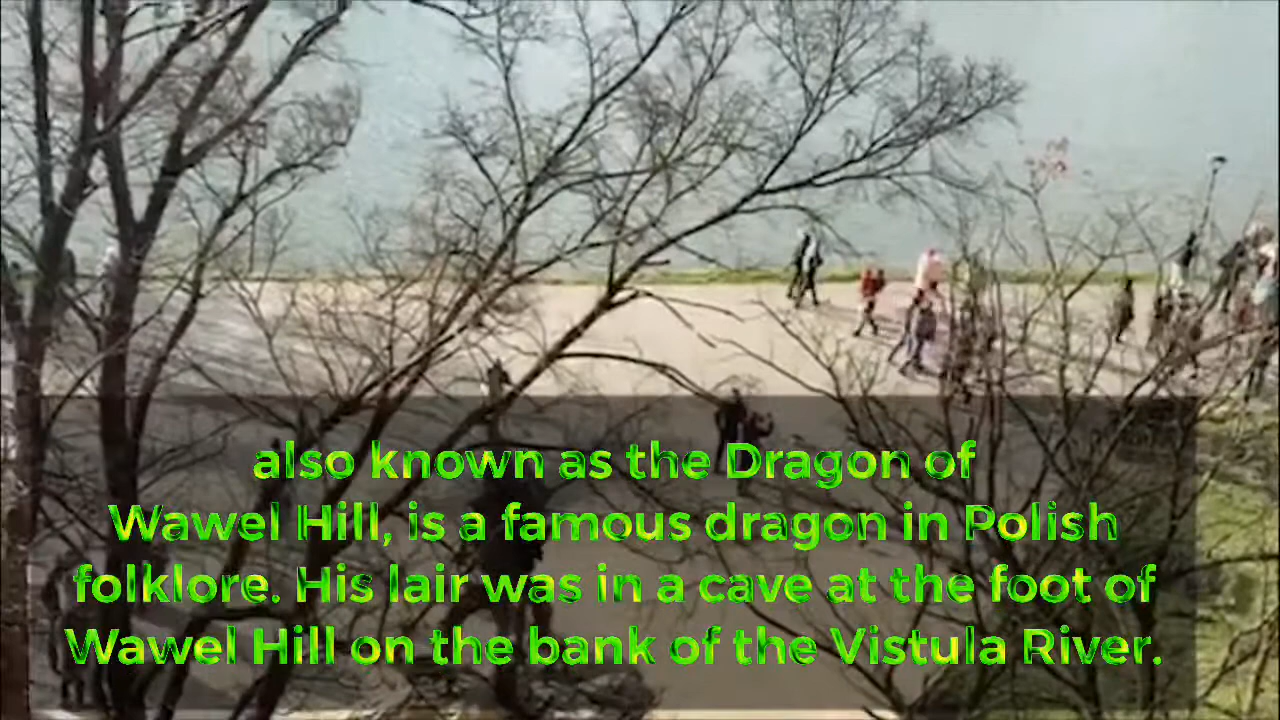 also known as the Dragon of
Wawel Hill, is a famous dragon in Polish
folklore. His lair was in a cave at the foot of
Wawel Hill on the bank of the Vistula River.